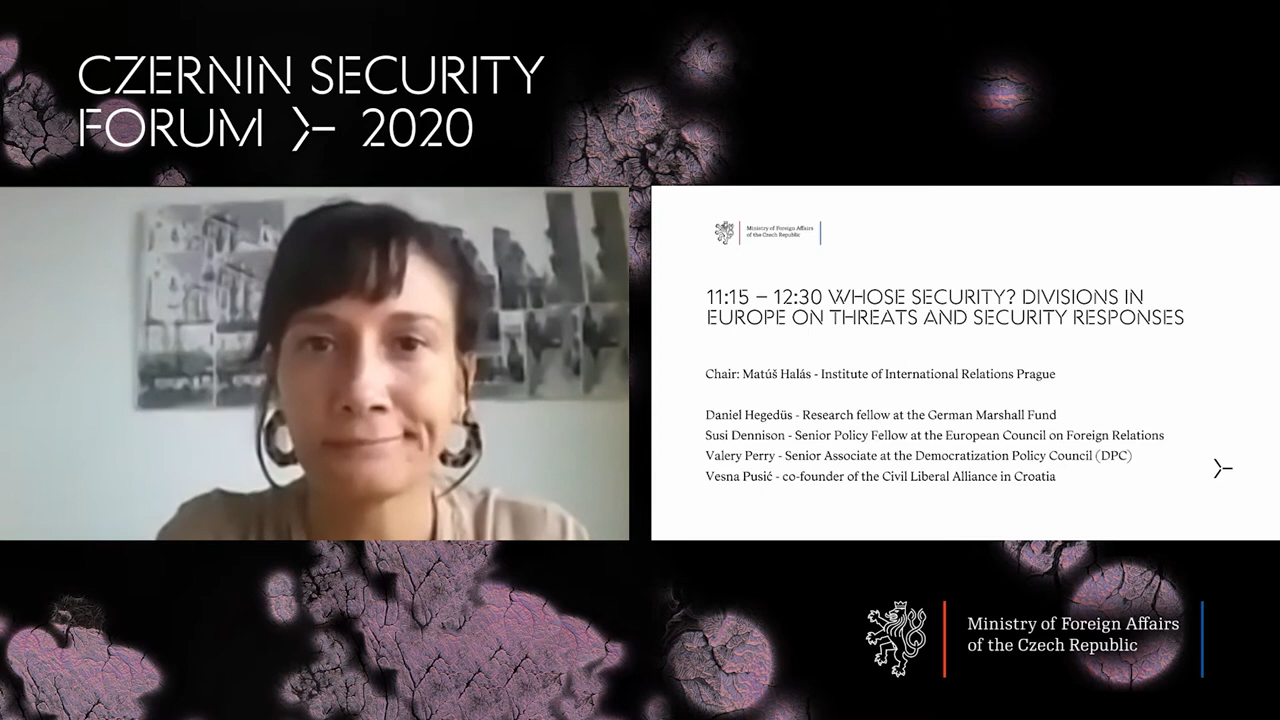 CZERNIN SECURITY
FORUM >– 2020
Ministry of Foreign Affairs
of the Czech Republic
11:15 – 12:30 WHOSE SECURITY? DIVISIONS IN
EUROPE ON THREATS AND SECURITY RESPONSES
Chair: Matúš Halás - Institute of International Relations Prague
Daniel Hegedüs - Research fellow at the German Marshall Fund
Susi Dennison - Senior Policy Fellow at the European Council on Foreign Relations
Valery Perry - Senior Associate at the Democratization Policy Council (DPC)
Vesna Pusić - co-founder of the Civil Liberal Alliance in Croatia
Ministry of Foreign Affairs
of the Czech Republic